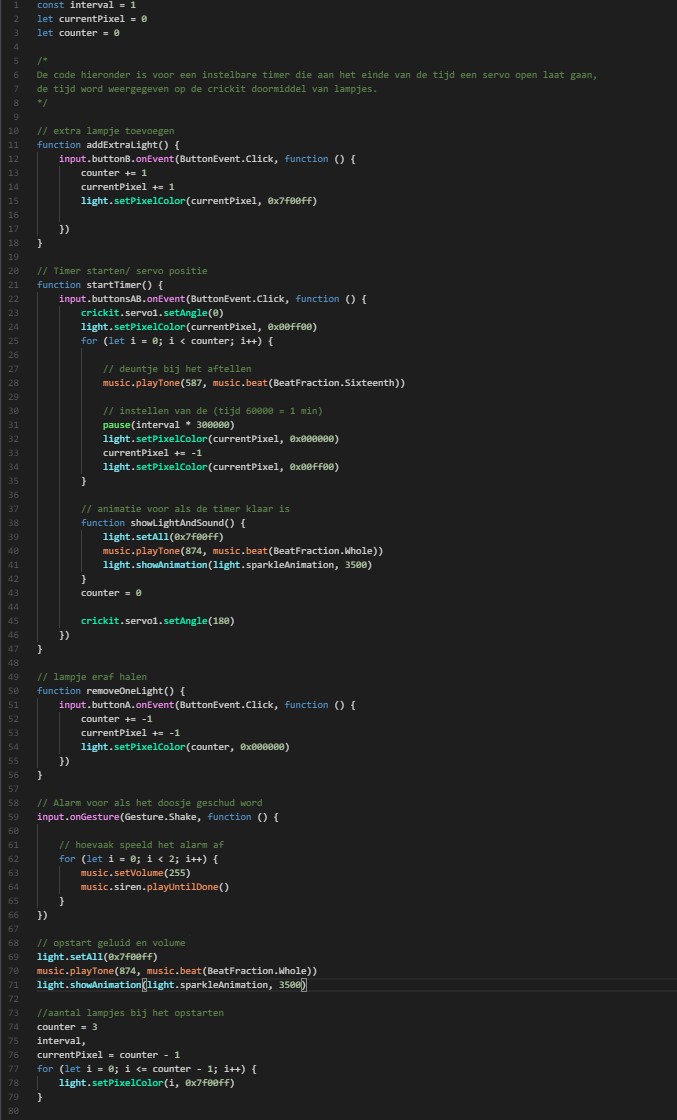 1 const interval = 1
2 let currentPixel = 0
3 let counter = 0
4
5 /*
6 De code hieronder is voor een instelbare timer die aan het einde van de tijd een servo open laat gaan,
7 de tijd word weergegeven op de crickit doormiddel van lampjes.
8 */
9
10 // extra lampje toevoegen
11 function addExtraLight() {
12     input.buttonB.onEvent(ButtonEvent.Click, function () {
13         counter += 1
14         currentPixel += 1
15         light.setPixelColor(currentPixel, 0x7f00ff)
16
17     })
18 }
19
20 // Timer starten/ servo positie
21 function startTimer() {
22     input.buttonsAB.onEvent(ButtonEvent.Click, function () {
23         crickit.servo1.setAngle(0)
24         light.setPixelColor(currentPixel, 0x00ff00)
25         for (let i = 0; i < counter; i++) {
26
27             // deuntje bij het aftellen
28             music.playTone(587, music.beat(BeatFraction.Sixteenth))
29
30             // instellen van de (tijd 60000 = 1 min)
31             pause(interval * 300000)
32             light.setPixelColor(currentPixel, 0x000000)
33             currentPixel += -1
34             light.setPixelColor(currentPixel, 0x00ff00)
35         }
36
37         // animatie voor als de timer klaar is
38         function showLightAndSound() {
39             light.setAll(0x7f00ff)
40             music.playTone(874, music.beat(BeatFraction.Whole))
41             light.showAnimation(light.sparkleAnimation, 3500)
42         }
43         counter = 0
44
45         crickit.servo1.setAngle(180)
46     })
47 }
48
49 // lampje eraf halen
50 function removeOneLight() {
51     input.buttonA.onEvent(ButtonEvent.Click, function () {
52         counter += -1
53         currentPixel += -1
54         light.setPixelColor(counter, 0x000000)
55     })
56 }
57
58 // Alarm voor als het doosje geschud word
59 input.onGesture(Gesture.Shake, function () {
60
61     // hoevaak speeld het alarm af
62     for (let i = 0; i < 2; i++) {
63         music.setVolume(255)
64         music.siren.playUntilDone()
65     }
66 })
67
68 // opstart geluid en volume
69 light.setAll(0x7f00ff)
70 music.playTone(874, music.beat(BeatFraction.Whole))
71 light.showAnimation(light.sparkleAnimation, 3500)
72
73 //aantal lampjes bij het opstarten
74 counter = 3
75 interval,
76 currentPixel = counter - 1
77 for (let i = 0; i <= counter - 1; i++) {
78     light.setPixelColor(i, 0x7f00ff)
79 }
80